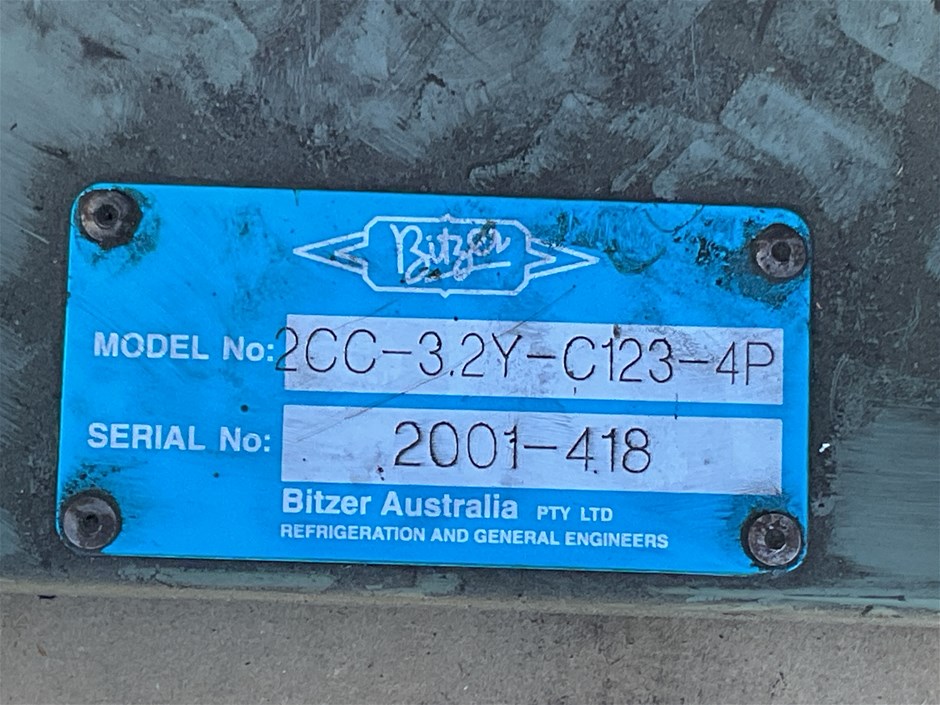 Bitzer
MODEL No: 2CC-3.2Y-C123-4P
SERIAL No: 2001-418
Bitzer Australia PTY LTD
REFRIGERATION AND GENERAL ENGINEERS